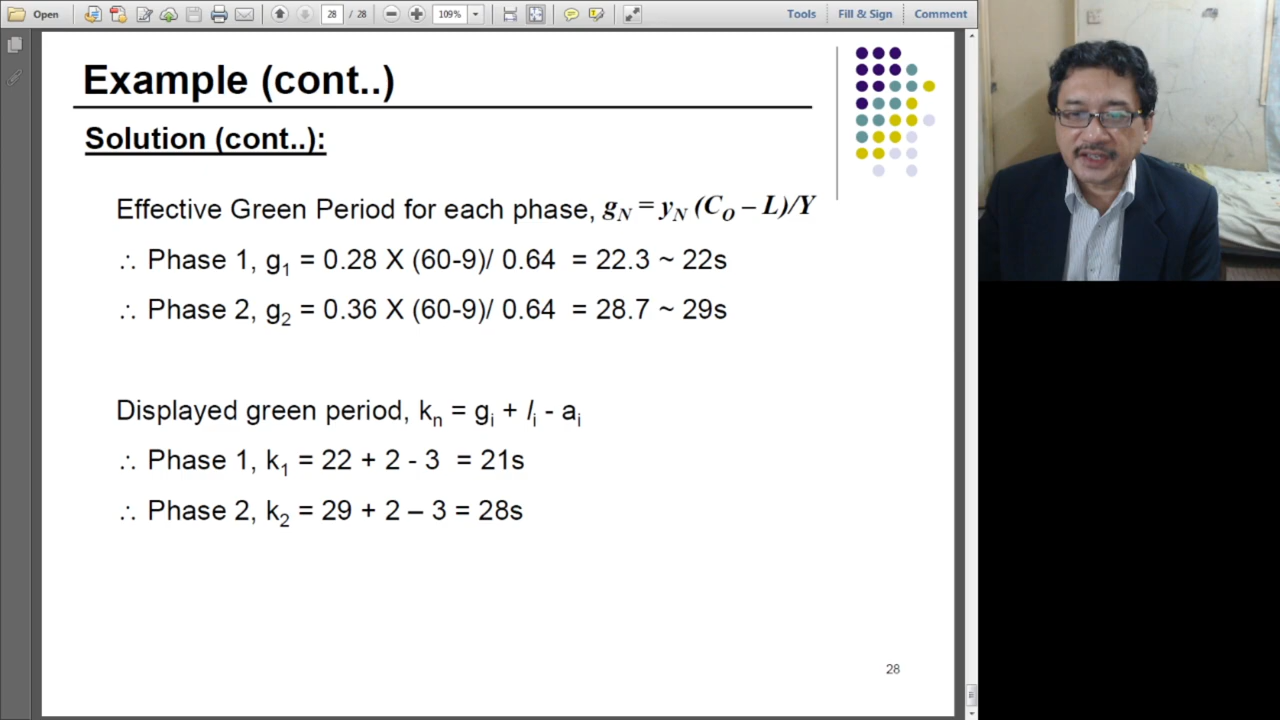 Open 28 / 28 109% Tools Fill & Sign Comment
Example (cont..)
Solution (cont..):
Effective Green Period for each phase, gN = yN (CO – L)/Y
∴ Phase 1, g1 = 0.28 X (60-9)/ 0.64 = 22.3 ~ 22s
∴ Phase 2, g2 = 0.36 X (60-9)/ 0.64 = 28.7 ~ 29s
Displayed green period, kn = gi + li - ai
∴ Phase 1, k1 = 22 + 2 - 3 = 21s
∴ Phase 2, k2 = 29 + 2 – 3 = 28s
28